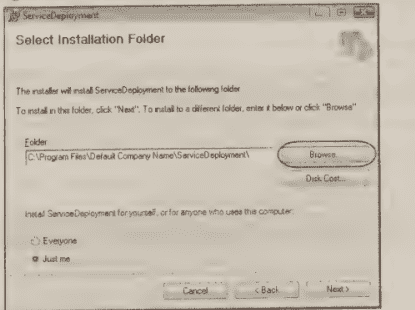 ServiceDeployment
Select Installation Folder
The installer will install ServiceDeployment to the following folder
To install in this folder, click "Next". To install to a different folder, enter it below or click "Browse"
Folder
C:\Program Files\Default Company Name\ServiceDeployment\
Browse...
Disk Cost...
Install ServiceDeployment for yourself, or for anyone who uses this computer:
Everyone
Just me
Cancel
< Back
Next >